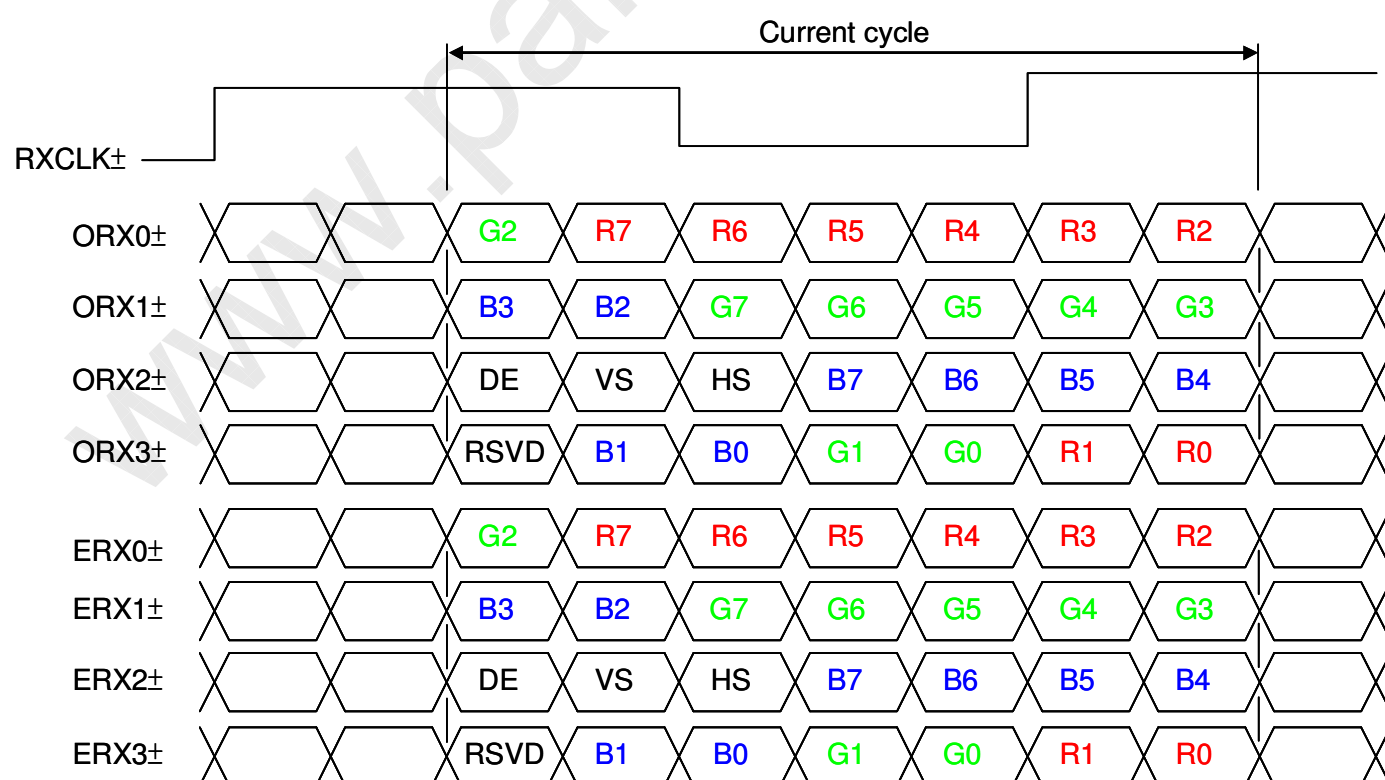 Current cycle
RXCLK±
ORX0± G2 R7 R6 R5 R4 R3 R2
ORX1± B3 B2 G7 G6 G5 G4 G3
ORX2± DE VS HS B7 B6 B5 B4
ORX3± RSVD B1 B0 G1 G0 R1 R0
ERX0± G2 R7 R6 R5 R4 R3 R2
ERX1± B3 B2 G7 G6 G5 G4 G3
ERX2± DE VS HS B7 B6 B5 B4
ERX3± RSVD B1 B0 G1 G0 R1 R0
www.pa